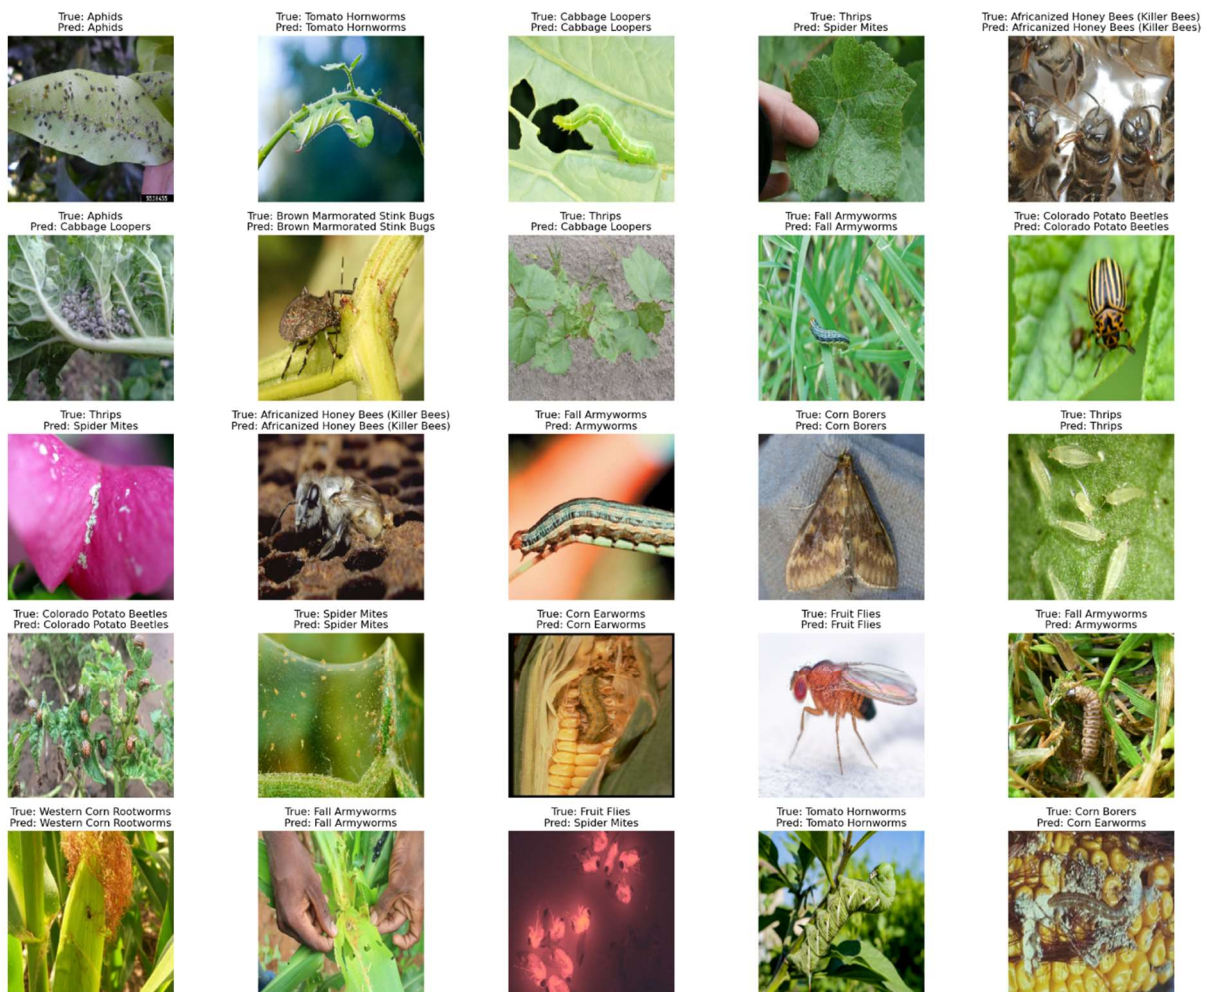 True: Aphids
Pred: Aphids
True: Tomato Hornworms
Pred: Tomato Hornworms
True: Cabbage Loopers
Pred: Cabbage Loopers
True: Thrips
Pred: Spider Mites
True: Africanized Honey Bees (Killer Bees)
Pred: Africanized Honey Bees (Killer Bees)
True: Aphids
Pred: Cabbage Loopers
True: Brown Marmorated Stink Bugs
Pred: Brown Marmorated Stink Bugs
True: Thrips
Pred: Cabbage Loopers
True: Fall Armyworms
Pred: Fall Armyworms
True: Colorado Potato Beetles
Pred: Colorado Potato Beetles
True: Thrips
Pred: Spider Mites
True: Africanized Honey Bees (Killer Bees)
Pred: Africanized Honey Bees (Killer Bees)
True: Fall Armyworms
Pred: Armyworms
True: Corn Borers
Pred: Corn Borers
True: Thrips
Pred: Thrips
True: Colorado Potato Beetles
Pred: Colorado Potato Beetles
True: Spider Mites
Pred: Spider Mites
True: Corn Earworms
Pred: Corn Earworms
True: Fruit Flies
Pred: Fruit Flies
True: Fall Armyworms
Pred: Armyworms
True: Western Corn Rootworms
Pred: Western Corn Rootworms
True: Fall Armyworms
Pred: Fall Armyworms
True: Fruit Flies
Pred: Spider Mites
True: Tomato Hornworms
Pred: Tomato Hornworms
True: Corn Borers
Pred: Corn Earworms